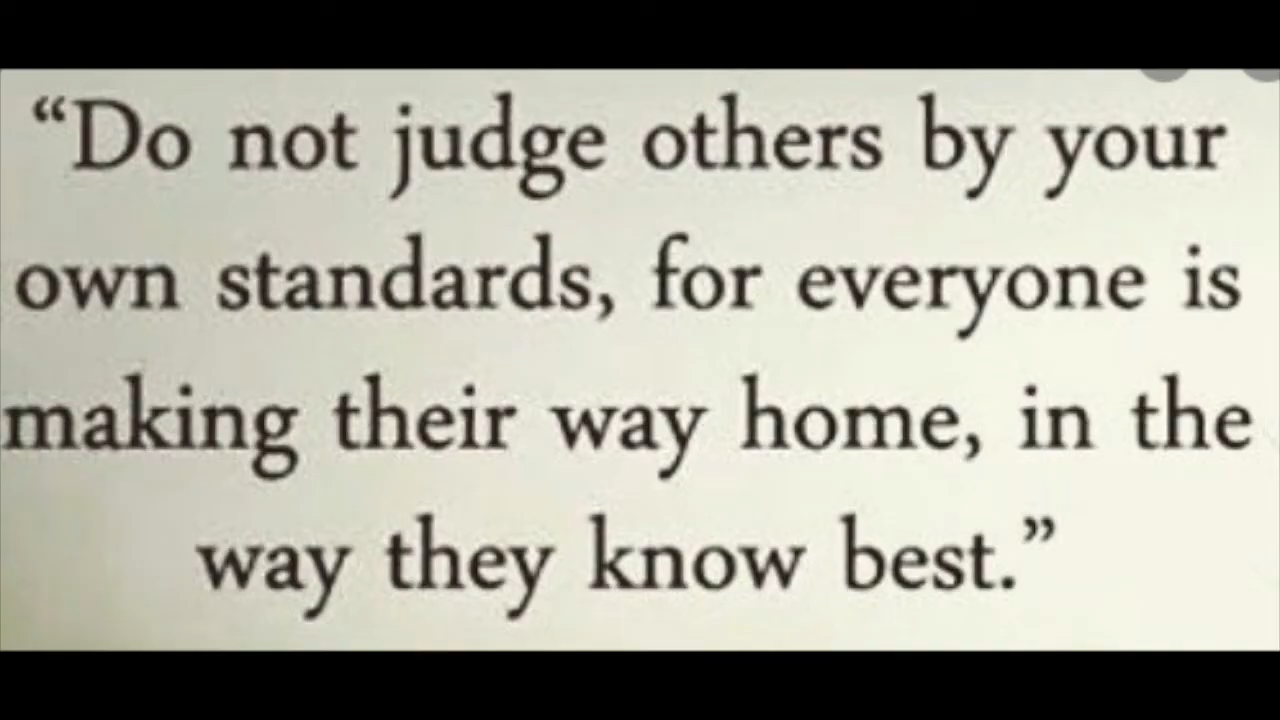 “Do not judge others by your
own standards, for everyone is
making their way home, in the
way they know best.”